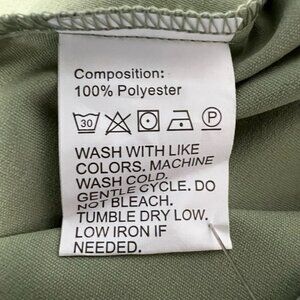 Composition:
100% Polyester
30 P
WASH WITH LIKE
COLORS. MACHINE
WASH COLD.
GENTLE CYCLE. DO
NOT BLEACH.
TUMBLE DRY LOW.
LOW IRON IF
NEEDED.